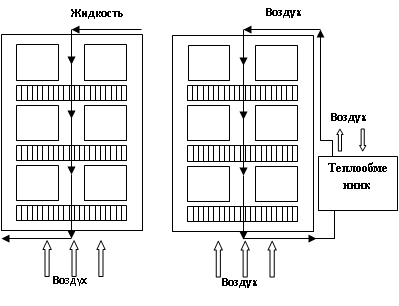 Жидкость
Воздух
Воздух
Теплообме
нник
Воздух
Воздух